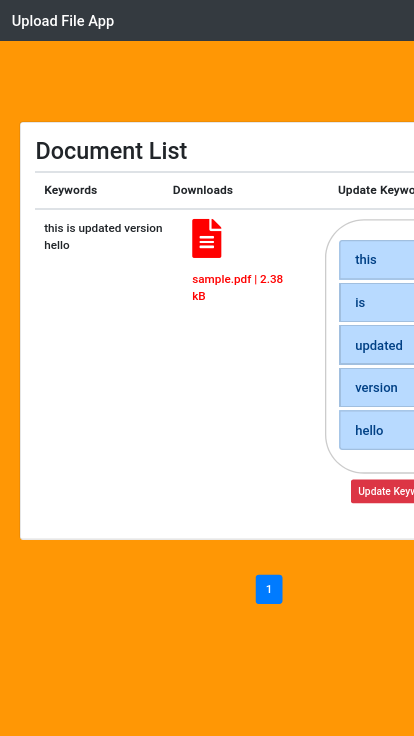 Upload File App
Document List
Keywords Downloads Update Keywo
this is updated version
hello
sample.pdf | 2.38
kB
this
is
updated
version
hello
Update Keyw
1